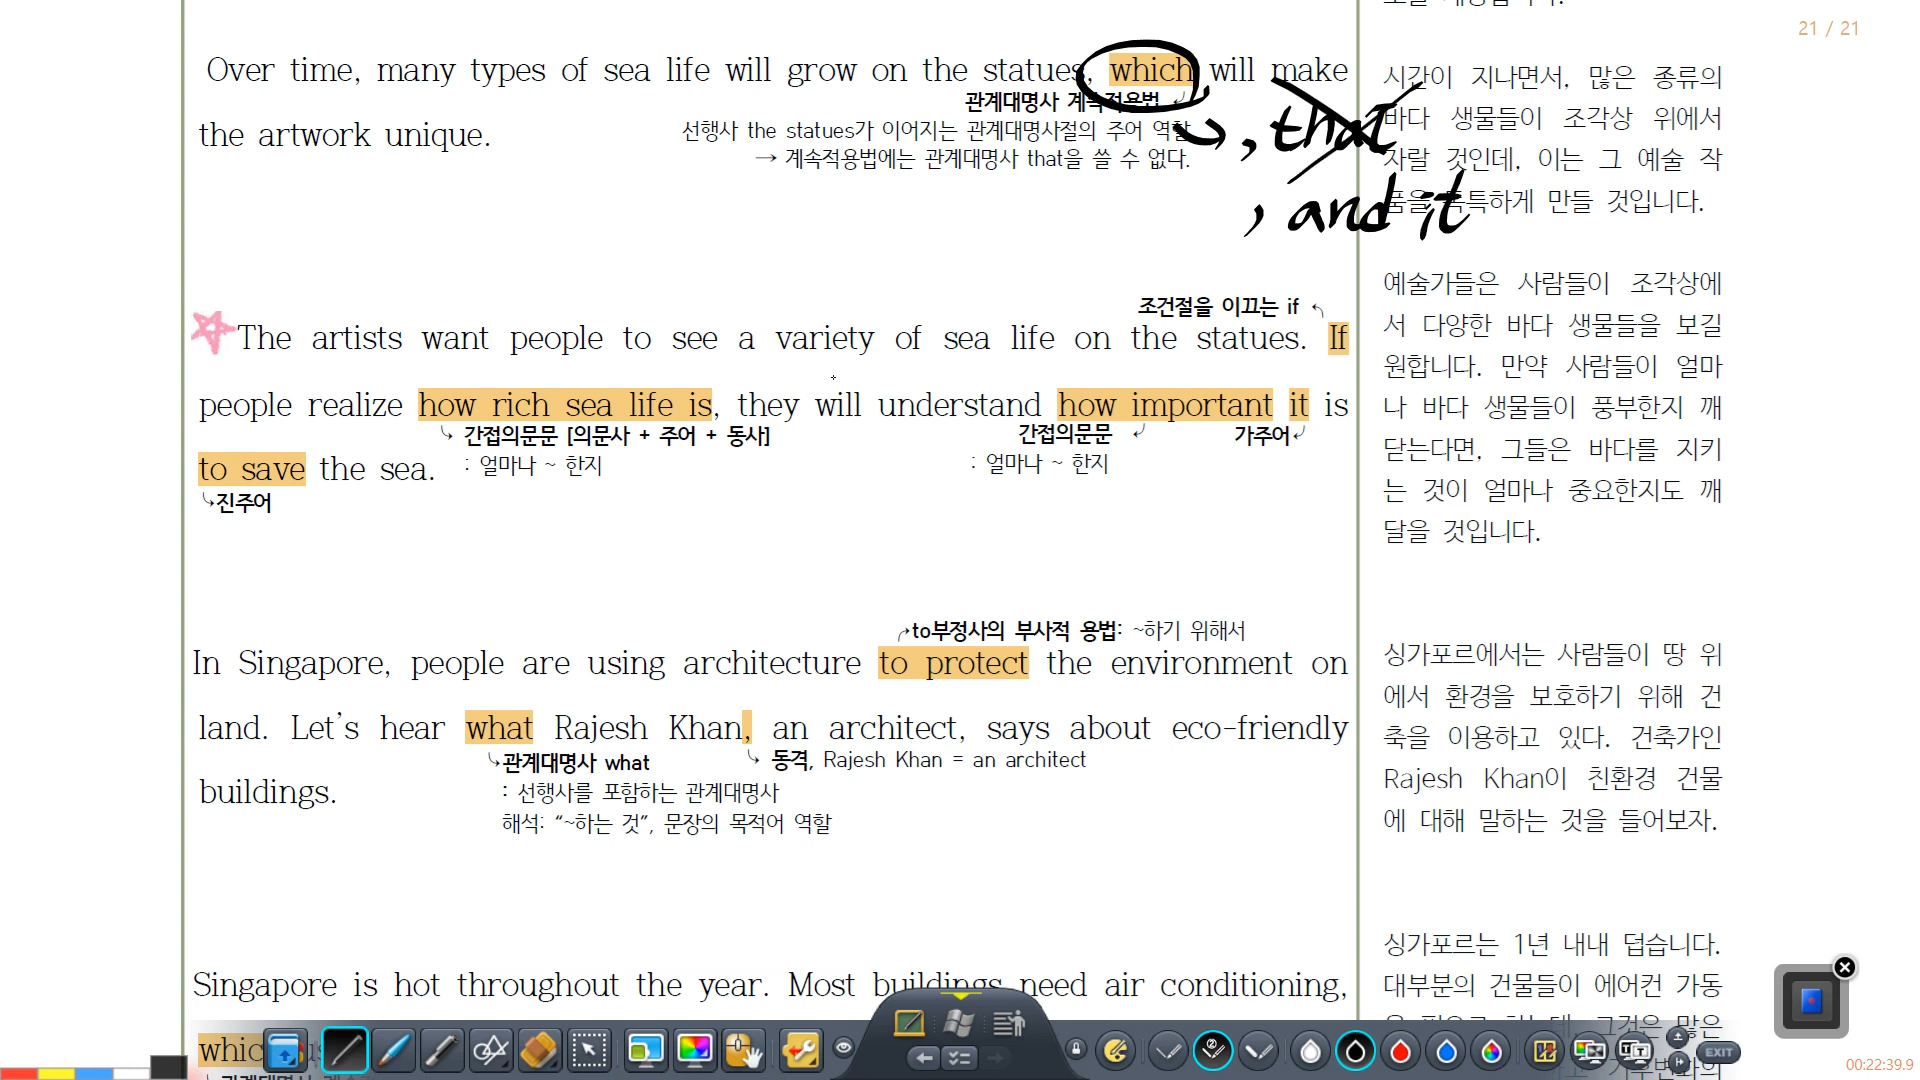 21 / 21
Over time, many types of sea life will grow on the statues, which will make
관계대명사 계속적용법
the artwork unique.
선행사 the statues가 이어지는 관계대명사절의 주어 역할
→ 계속적용법에는 관계대명사 that을 쓸 수 없다.
, that
, and it
시간이 지나면서, 많은 종류의
바다 생물들이 조각상 위에서
자랄 것인데, 이는 그 예술 작
품을 독특하게 만들 것입니다.
조건절을 이끄는 if
The artists want people to see a variety of sea life on the statues. If
people realize how rich sea life is, they will understand how important it is
간접의문문 [의문사 + 주어 + 동사]
간접의문문
가주어
to save the sea.
: 얼마나 ~ 한지
: 얼마나 ~ 한지
진주어
예술가들은 사람들이 조각상에
서 다양한 바다 생물들을 보길
원합니다. 만약 사람들이 얼마
나 바다 생물들이 풍부한지 깨
닫는다면, 그들은 바다를 지키
는 것이 얼마나 중요한지도 깨
달을 것입니다.
to부정사의 부사적 용법: ~하기 위해서
In Singapore, people are using architecture to protect the environment on
land. Let's hear what Rajesh Khan, an architect, says about eco-friendly
관계대명사 what
동격, Rajesh Khan = an architect
buildings.
: 선행사를 포함하는 관계대명사
해석: "~하는 것", 문장의 목적어 역할
싱가포르에서는 사람들이 땅 위
에서 환경을 보호하기 위해 건
축을 이용하고 있다. 건축가인
Rajesh Khan이 친환경 건물
에 대해 말하는 것을 들어보자.
Singapore is hot throughout the year. Most buildings need air conditioning,
싱가포르는 1년 내내 덥습니다.
대부분의 건물들이 에어컨 가동
EXIT
00:22:39.9